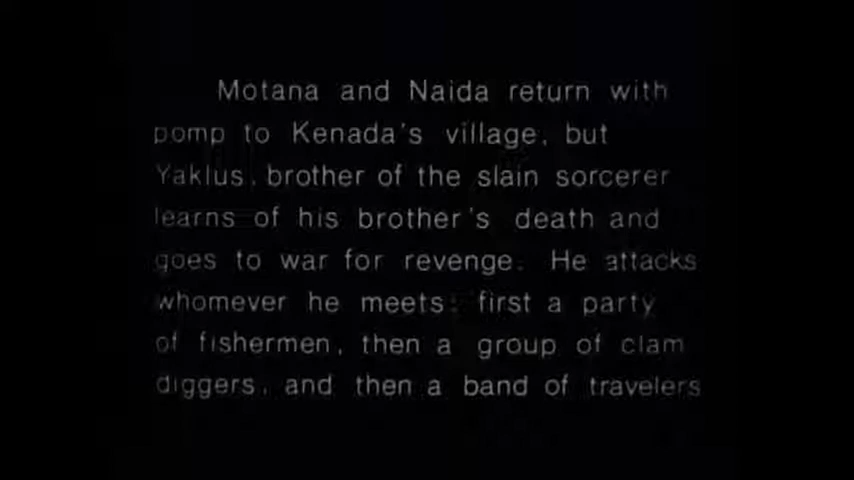 Motana and Naida return with
pomp to Kenada's village, but
Yaklus, brother of the slain sorcerer
learns of his brother's death and
goes to war for revenge. He attacks
whomever he meets: first a party
of fishermen, then a group of clam
diggers, and then a band of travelers